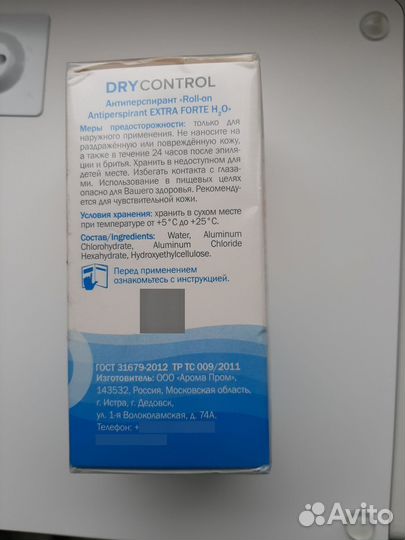 DRYCONTROL
Антиперспирант «Roll-on
Antiperspirant EXTRA FORTE H₂O»
Меры предосторожности: только для
наружного применения. Не наносите на
раздражённую или повреждённую кожу,
а также в течение 24 часов после эпиля-
ции и бритья. Хранить в недоступном для
детей месте. Избегать контакта с глаза-
ми. Использование в пищевых целях
опасно для Вашего здоровья. Рекоменду-
ется для чувствительной кожи.
Условия хранения: хранить в сухом месте
при температуре от +5°С до +25°С.
Состав/Ingredients: Water, Aluminum
Chlorohydrate, Aluminum Chloride
Hexahydrate, Hydroxyethylcellulose.
Перед применением
ознакомьтесь с инструкцией.
ГОСТ 31679-2012 ТР ТС 009/2011
Изготовитель: ООО «Арома Пром»,
143532, Россия, Московская область,
г. Истра, г. Дедовск,
ул. 1-я Волоколамская, д. 74А.
Телефон: +
Avito